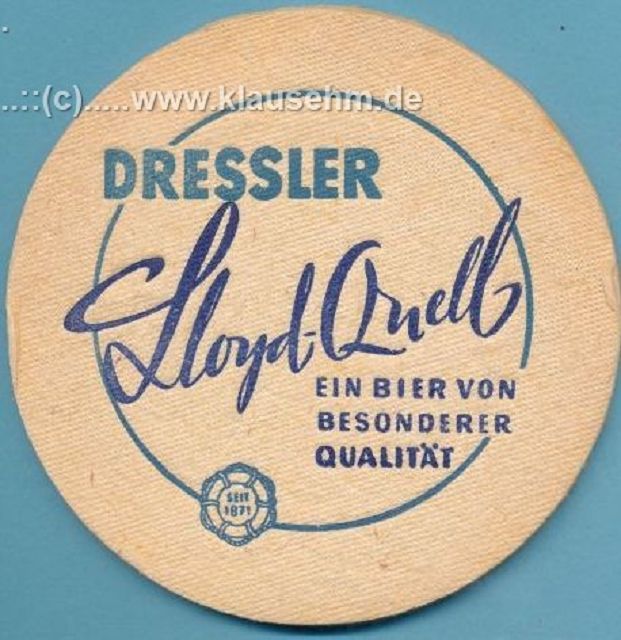 ..::(c).....www.klausehm.de
DRESSLER
Lloyd-Quell
EIN BIER VON
BESONDERER
QUALITÄT
SEIT
1871